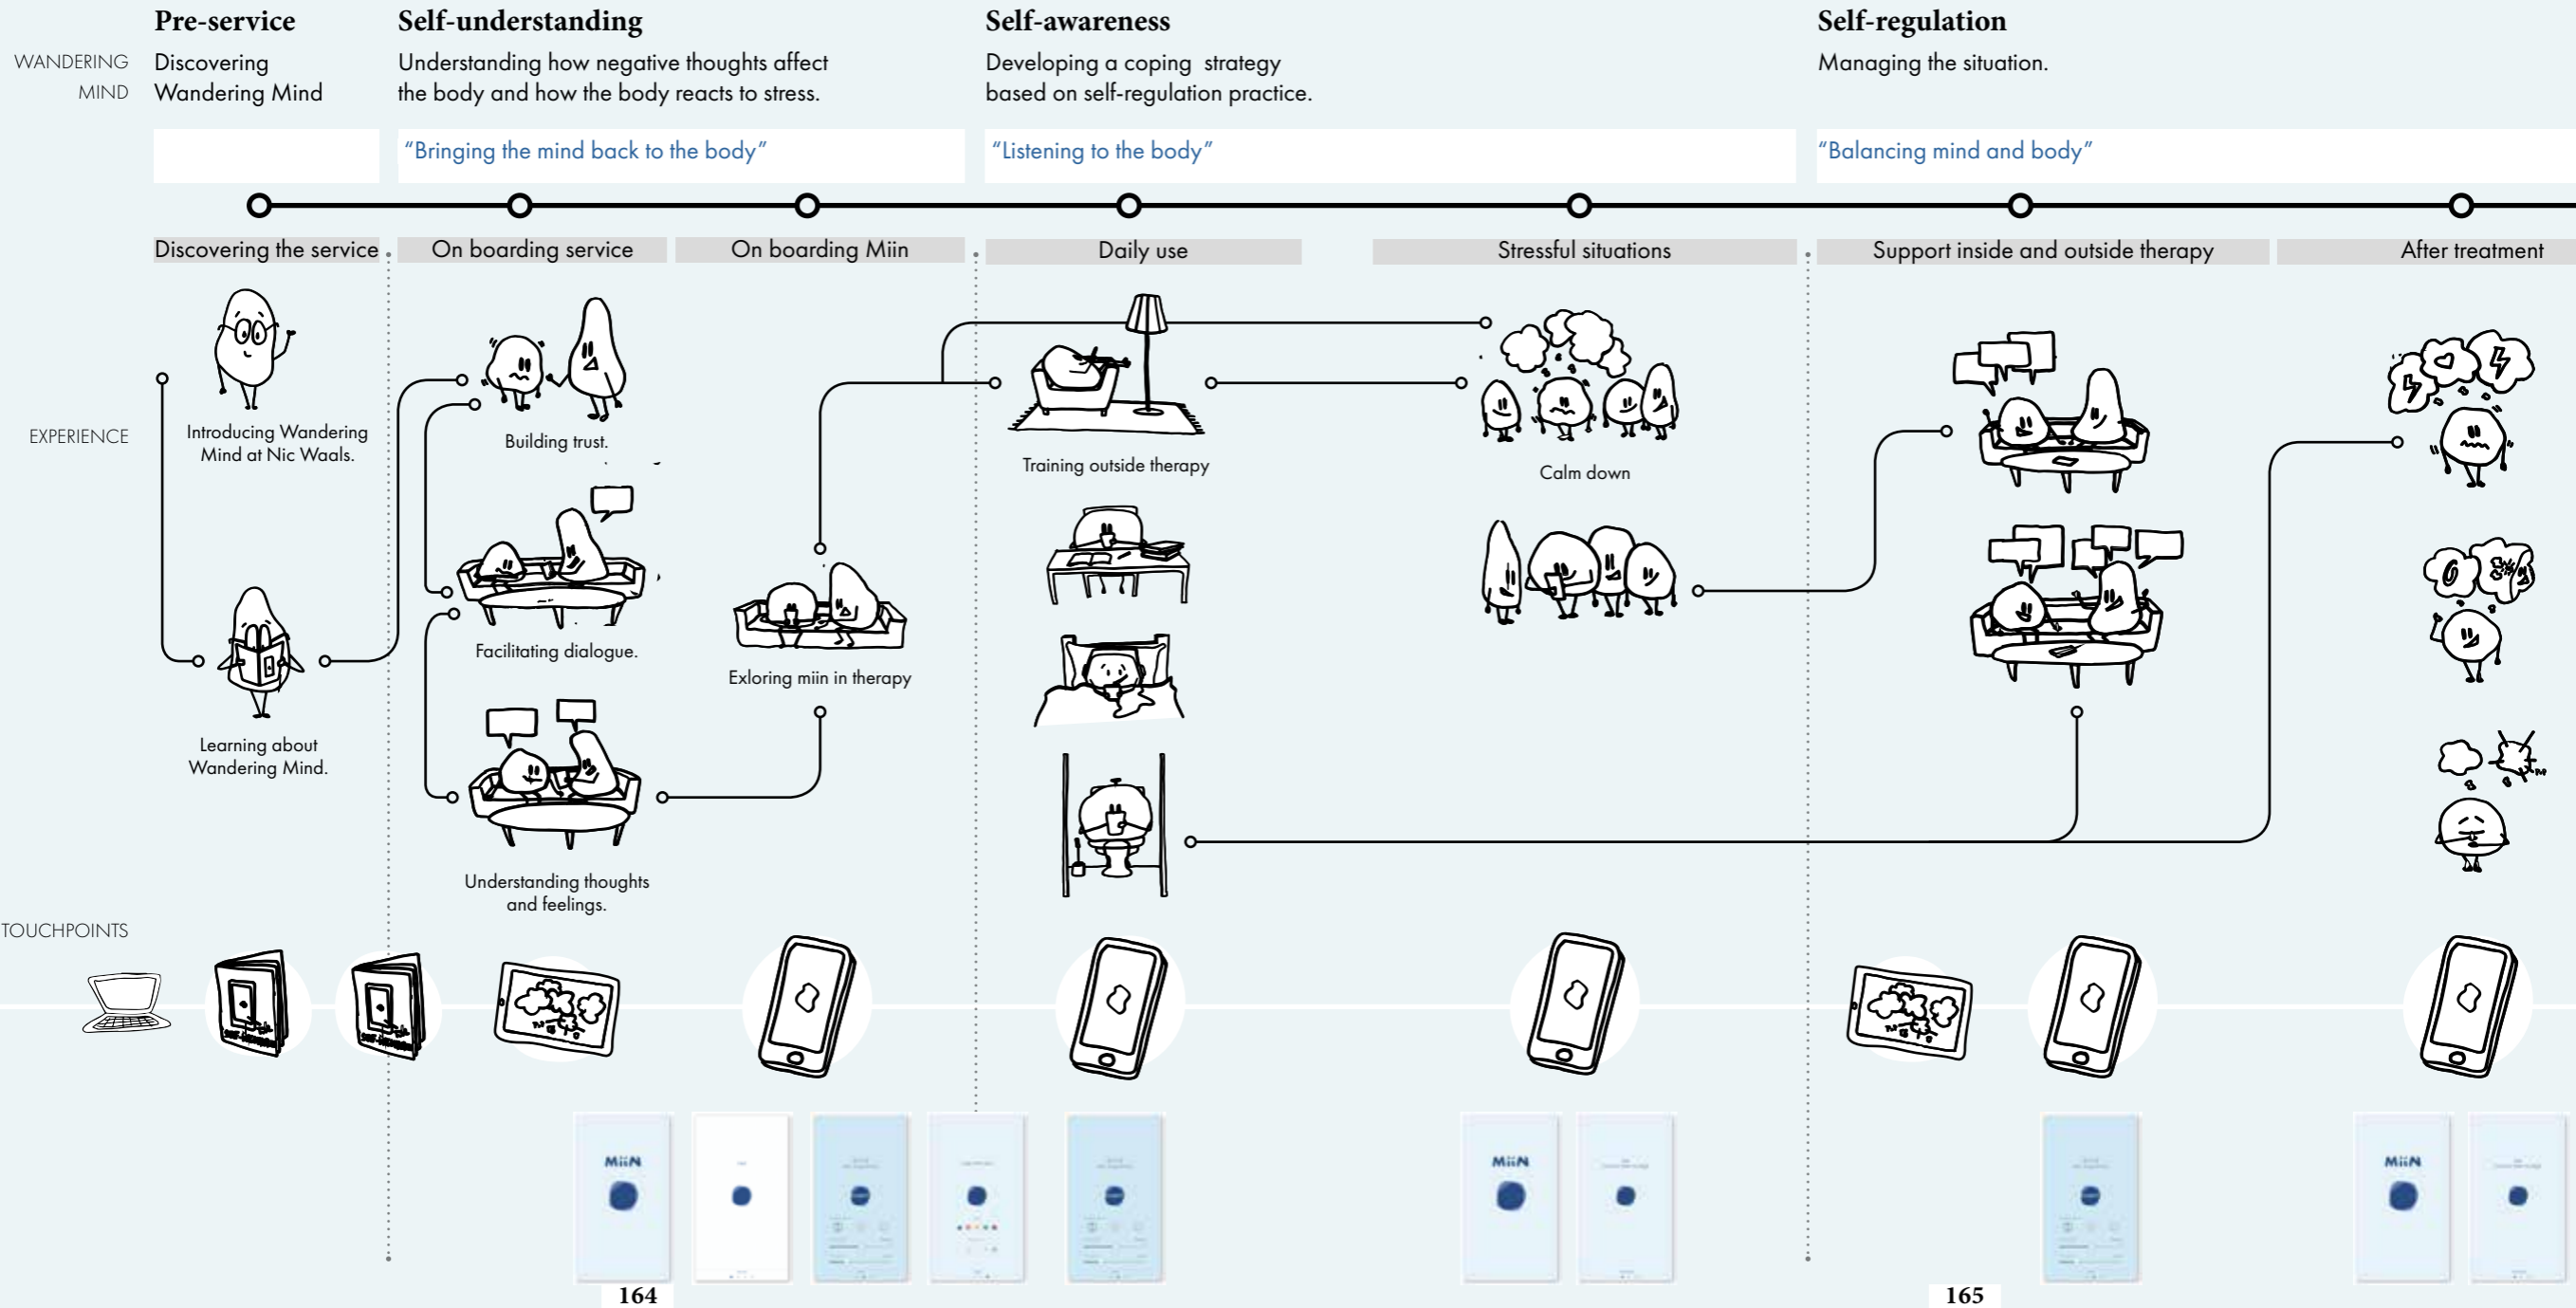 Pre-service
Self-understanding
Self-awareness
Self-regulation
WANDERING
MIND
Discovering
Wandering Mind
Understanding how negative thoughts affect
the body and how the body reacts to stress.
Developing a coping strategy
based on self-regulation practice.
Managing the situation.
“Bringing the mind back to the body”
“Listening to the body”
“Balancing mind and body”
Discovering the service
On boarding service
On boarding Miin
Daily use
Stressful situations
Support inside and outside therapy
After treatment
EXPERIENCE
Introducing Wandering
Mind at Nic Waals.
Learning about
Wandering Mind.
Building trust.
Facilitating dialogue.
Understanding thoughts
and feelings.
Exloring miin in therapy
Training outside therapy
Calm down
TOUCHPOINTS
MiiN
MiiN
MiiN
164
165